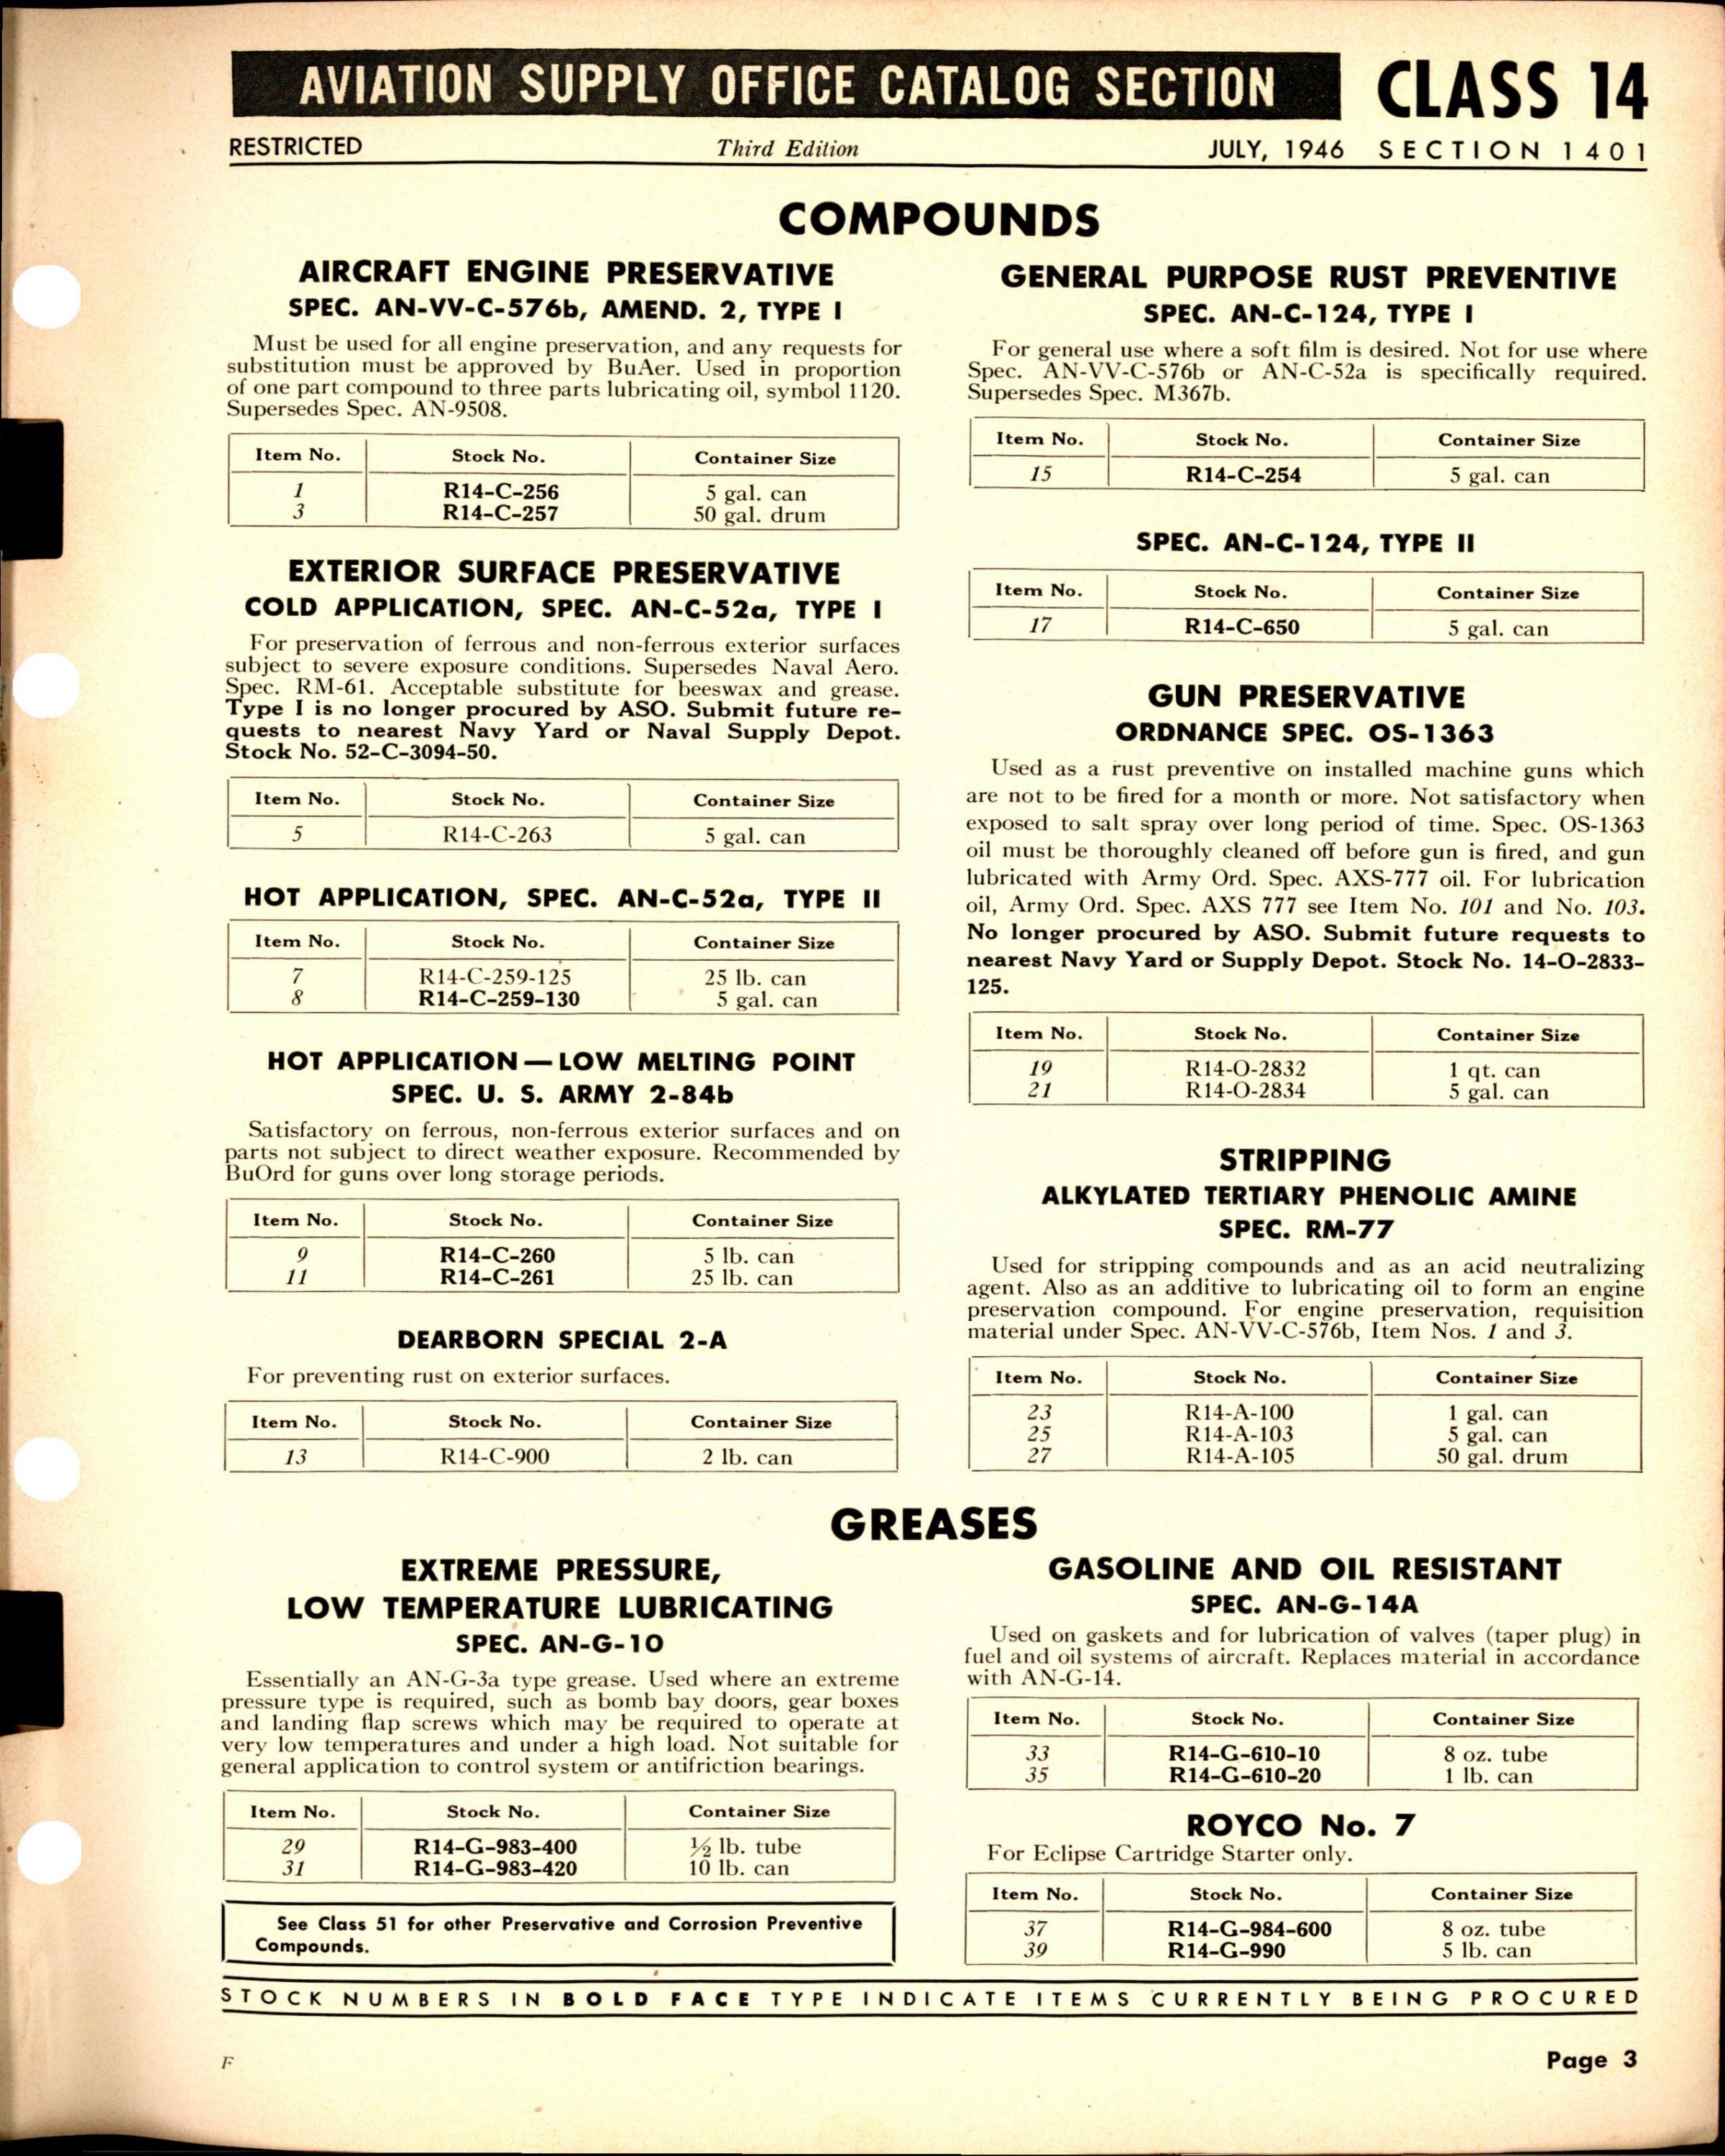 AVIATION SUPPLY OFFICE CATALOG SECTION CLASS 14
RESTRICTED Third Edition JULY, 1946 SECTION 1401
COMPOUNDS
AIRCRAFT ENGINE PRESERVATIVE
SPEC. AN-VV-C-576b, AMEND. 2, TYPE I
Must be used for all engine preservation, and any requests for
substitution must be approved by BuAer. Used in proportion
of one part compound to three parts lubricating oil, symbol 1120.
Supersedes Spec. AN-9508.
Item No. Stock No. Container Size
1 R14-C-256 5 gal. can
3 R14-C-257 50 gal. drum
EXTERIOR SURFACE PRESERVATIVE
COLD APPLICATION, SPEC. AN-C-52a, TYPE I
For preservation of ferrous and non-ferrous exterior surfaces
subject to severe exposure conditions. Supersedes Naval Aero.
Spec. RM-61. Acceptable substitute for beeswax and grease.
Type I is no longer procured by ASO. Submit future re-
quests to nearest Navy Yard or Naval Supply Depot.
Stock No. 52-C-3094-50.
Item No. Stock No. Container Size
5 R14-C-263 5 gal. can
HOT APPLICATION, SPEC. AN-C-52a, TYPE II
Item No. Stock No. Container Size
7 R14-C-259-125 25 lb. can
8 R14-C-259-130 5 gal. can
HOT APPLICATION—LOW MELTING POINT
SPEC. U. S. ARMY 2-84b
Satisfactory on ferrous, non-ferrous exterior surfaces and on
parts not subject to direct weather exposure. Recommended by
BuOrd for guns over long storage periods.
Item No. Stock No. Container Size
9 R14-C-260 5 lb. can
11 R14-C-261 25 lb. can
DEARBORN SPECIAL 2-A
For preventing rust on exterior surfaces.
Item No. Stock No. Container Size
13 R14-C-900 2 lb. can
GENERAL PURPOSE RUST PREVENTIVE
SPEC. AN-C-124, TYPE I
For general use where a soft film is desired. Not for use where
Spec. AN-VV-C-576b or AN-C-52a is specifically required.
Supersedes Spec. M367b.
Item No. Stock No. Container Size
15 R14-C-254 5 gal. can
SPEC. AN-C-124, TYPE II
Item No. Stock No. Container Size
17 R14-C-650 5 gal. can
GUN PRESERVATIVE
ORDNANCE SPEC. OS-1363
Used as a rust preventive on installed machine guns which
are not to be fired for a month or more. Not satisfactory when
exposed to salt spray over long period of time. Spec. OS-1363
oil must be thoroughly cleaned off before gun is fired, and gun
lubricated with Army Ord. Spec. AXS-777 oil. For lubrication
oil, Army Ord. Spec. AXS 777 see Item No. 101 and No. 103.
No longer procured by ASO. Submit future requests to
nearest Navy Yard or Supply Depot. Stock No. 14-O-2833-
125.
Item No. Stock No. Container Size
19 R14-O-2832 1 qt. can
21 R14-O-2834 5 gal. can
STRIPPING
ALKYLATED TERTIARY PHENOLIC AMINE
SPEC. RM-77
Used for stripping compounds and as an acid neutralizing
agent. Also as an additive to lubricating oil to form an engine
preservation compound. For engine preservation, requisition
material under Spec. AN-VV-C-576b, Item Nos. 1 and 3.
Item No. Stock No. Container Size
23 R14-A-100 1 gal. can
25 R14-A-103 5 gal. can
27 R14-A-105 50 gal. drum
GREASES
EXTREME PRESSURE,
LOW TEMPERATURE LUBRICATING
SPEC. AN-G-10
Essentially an AN-G-3a type grease. Used where an extreme
pressure type is required, such as bomb bay doors, gear boxes
and landing flap screws which may be required to operate at
very low temperatures and under a high load. Not suitable for
general application to control system or antifriction bearings.
Item No. Stock No. Container Size
29 R14-G-983-400 ½ lb. tube
31 R14-G-983-420 10 lb. can
See Class 51 for other Preservative and Corrosion Preventive
Compounds.
GASOLINE AND OIL RESISTANT
SPEC. AN-G-14A
Used on gaskets and for lubrication of valves (taper plug) in
fuel and oil systems of aircraft. Replaces material in accordance
with AN-G-14.
Item No. Stock No. Container Size
33 R14-G-610-10 8 oz. tube
35 R14-G-610-20 1 lb. can
ROYCO No. 7
For Eclipse Cartridge Starter only.
Item No. Stock No. Container Size
37 R14-G-984-600 8 oz. tube
39 R14-G-990 5 lb. can
STOCK NUMBERS IN BOLD FACE TYPE INDICATE ITEMS CURRENTLY BEING PROCURED
F Page 3